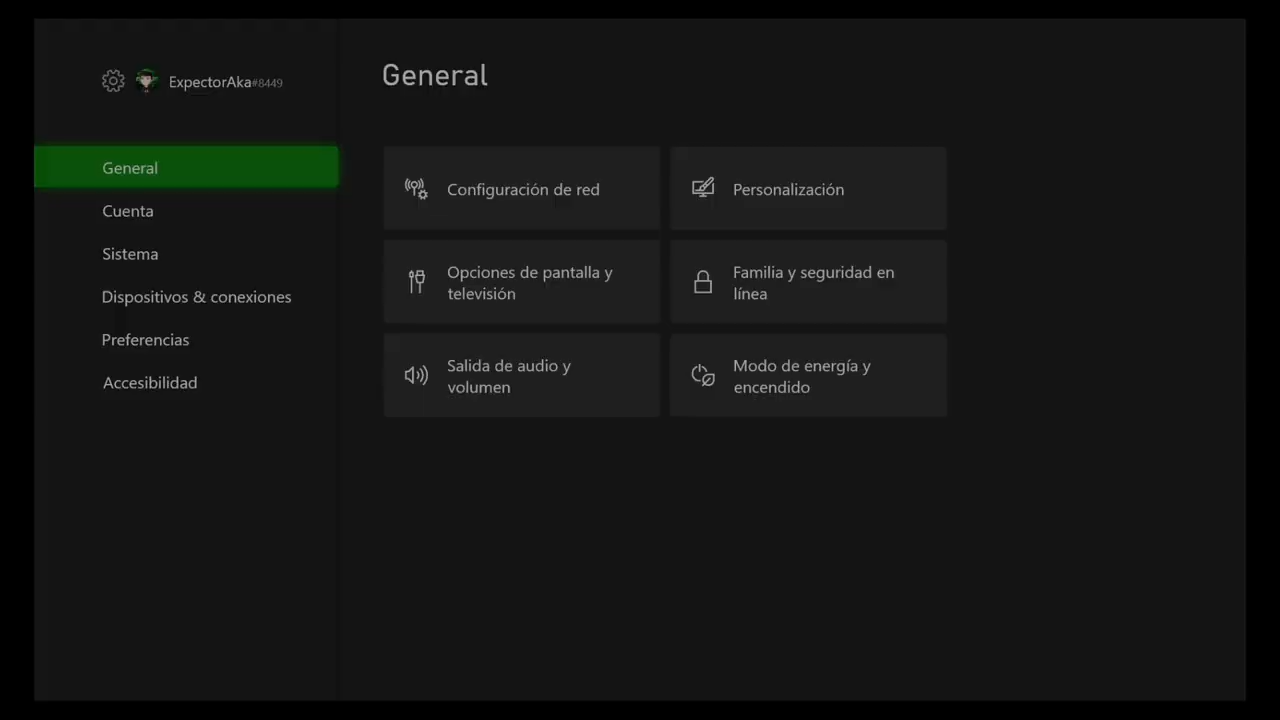 ExpectorAka#8449
General
Cuenta
Sistema
Dispositivos & conexiones
Preferencias
Accesibilidad
General
Configuración de red
Personalización
Opciones de pantalla y
televisión
Familia y seguridad en
línea
Salida de audio y
volumen
Modo de energía y
encendido